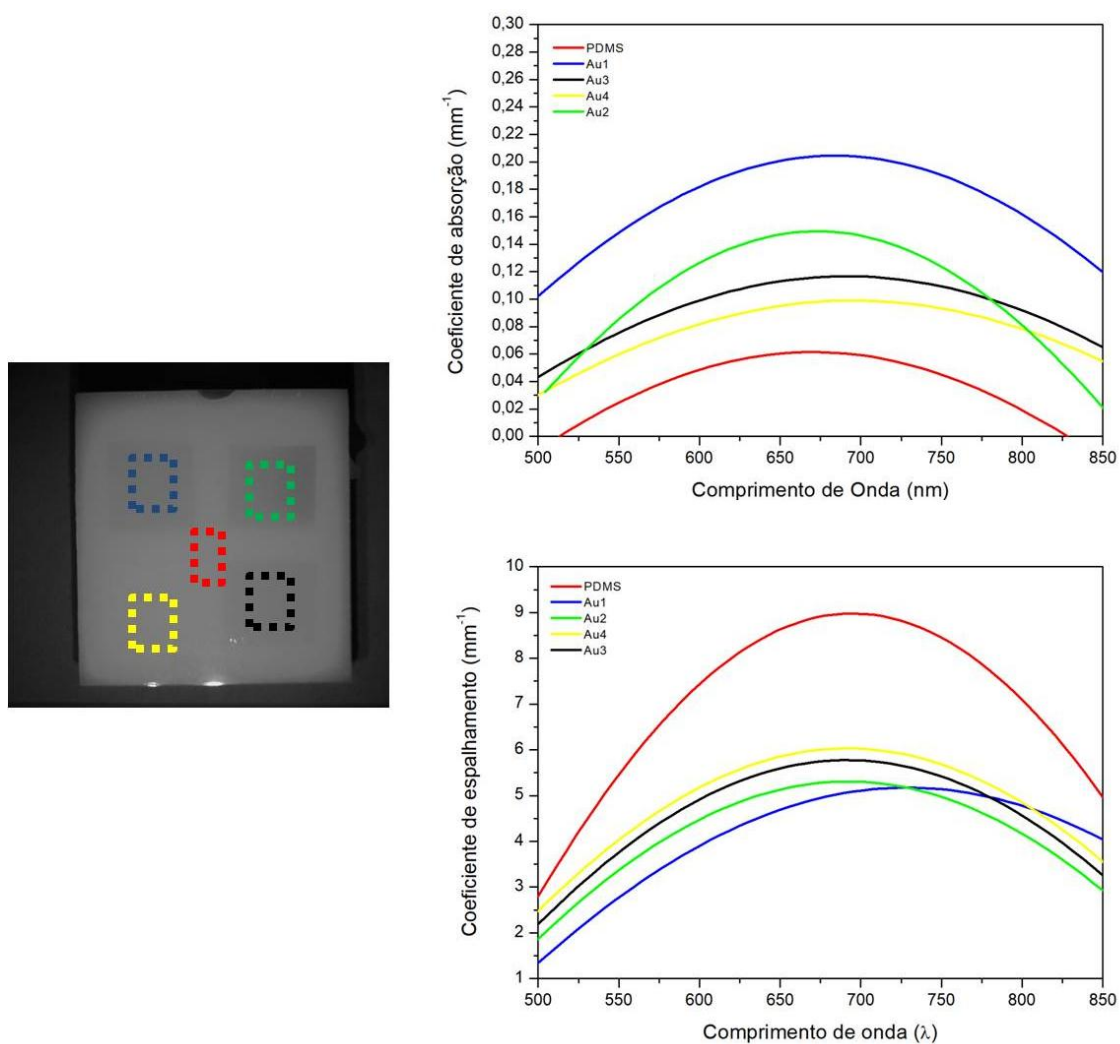 0,30
0,28
0,26
0,24
0,22
0,20
0,18
0,16
0,14
0,12
0,10
0,08
0,06
0,04
0,02
0,00
Coeficiente de absorção (mm⁻¹)
PDMS
Au1
Au3
Au4
Au2
500 550 600 650 700 750 800 850
Comprimento de Onda (nm)
10
9
8
7
6
5
4
3
2
1
Coeficiente de espalhamento (mm⁻¹)
PDMS
Au1
Au2
Au4
Au3
500 550 600 650 700 750 800 850
Comprimento de onda (λ)